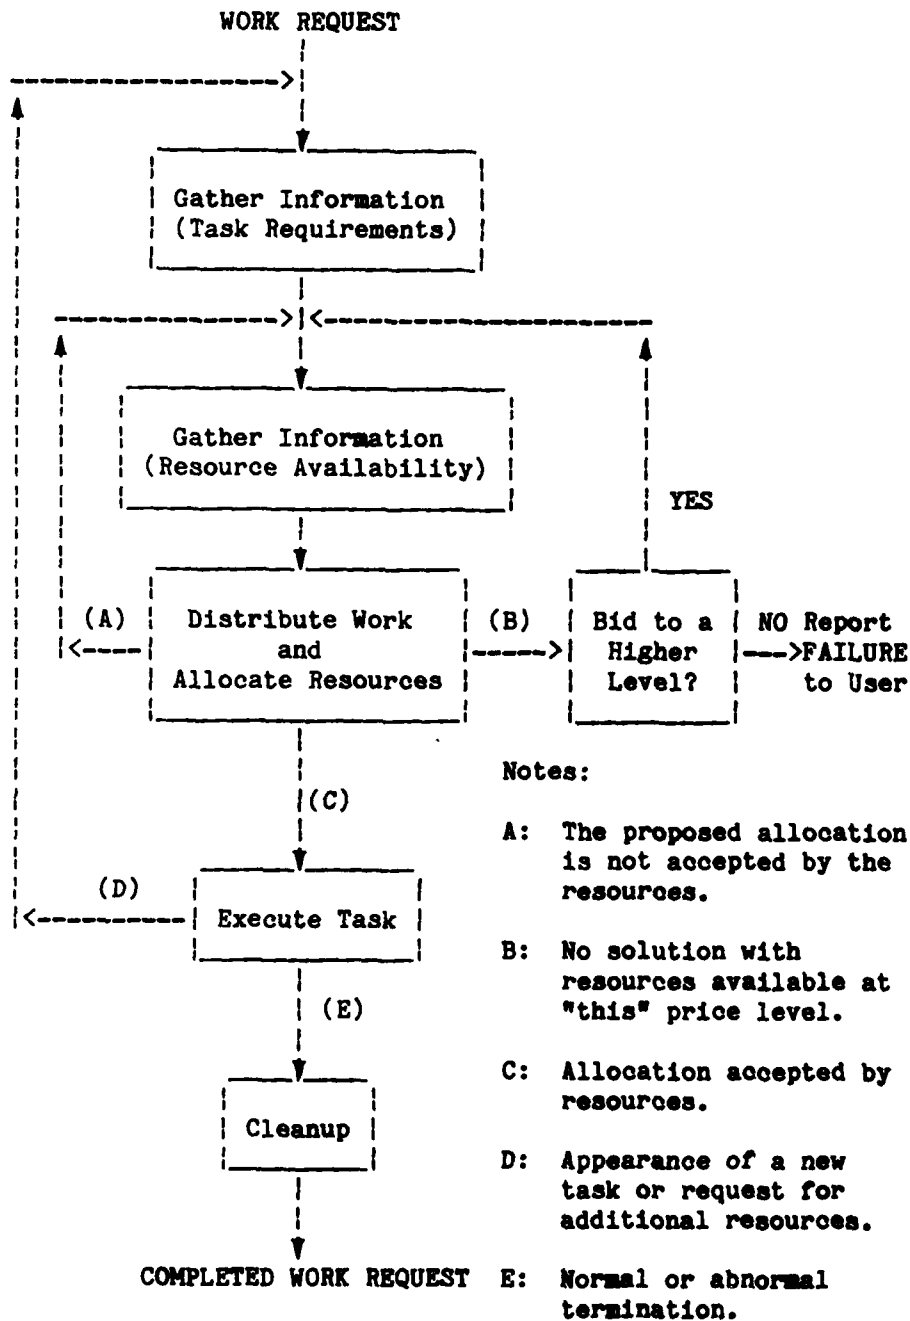 WORK REQUEST
Gather Information
(Task Requirements)
Gather Information
(Resource Availability)
YES
(A)
Distribute Work
and
Allocate Resources
(B)
Bid to a
Higher
Level?
NO Report
FAILURE
to User
(C)
(D)
Execute Task
(E)
Cleanup
COMPLETED WORK REQUEST
Notes:
A: The proposed allocation
is not accepted by the
resources.
B: No solution with
resources available at
"this" price level.
C: Allocation accepted by
resources.
D: Appearance of a new
task or request for
additional resources.
E: Normal or abnormal
termination.